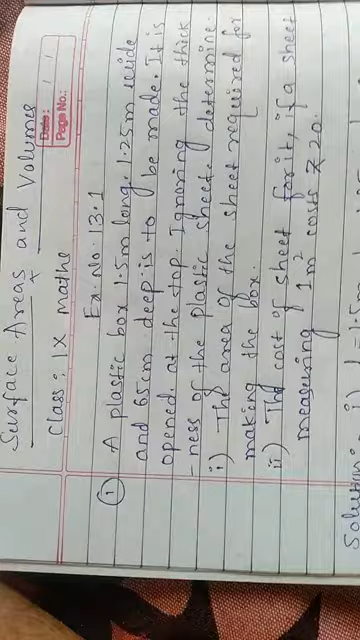 Surface Areas and Volumes
Date: / /
Page No.:
Class: IX maths
Ex. No. 13.1
① A plastic box 1.5m long. 1.25m wide
and 65cm deep is to be made. It is
opened. at the top. Ignoring the thick
-ness of the plastic sheet, determine.
i) The area of the sheet required for
making the box.
ii) The cost of sheet for it, if a sheet
measuring 1m² costs ₹ 20.
Solution: i)